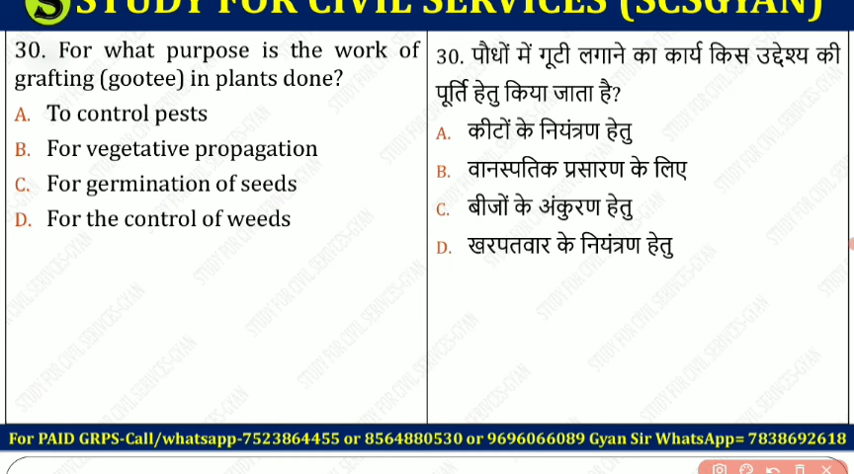 STUDY FOR CIVIL SERVICES (SCSGYAN)
30. For what purpose is the work of
grafting (gootee) in plants done?
A. To control pests
B. For vegetative propagation
C. For germination of seeds
D. For the control of weeds
30. पौधों में गूटी लगाने का कार्य किस उद्देश्य की
पूर्ति हेतु किया जाता है?
A. कीटों के नियंत्रण हेतु
B. वानस्पतिक प्रसारण के लिए
C. बीजों के अंकुरण हेतु
D. खरपतवार के नियंत्रण हेतु
For PAID GRPS-Call/whatsapp-7523864455 or 8564880530 or 9696066089 Gyan Sir WhatsApp= 7838692618